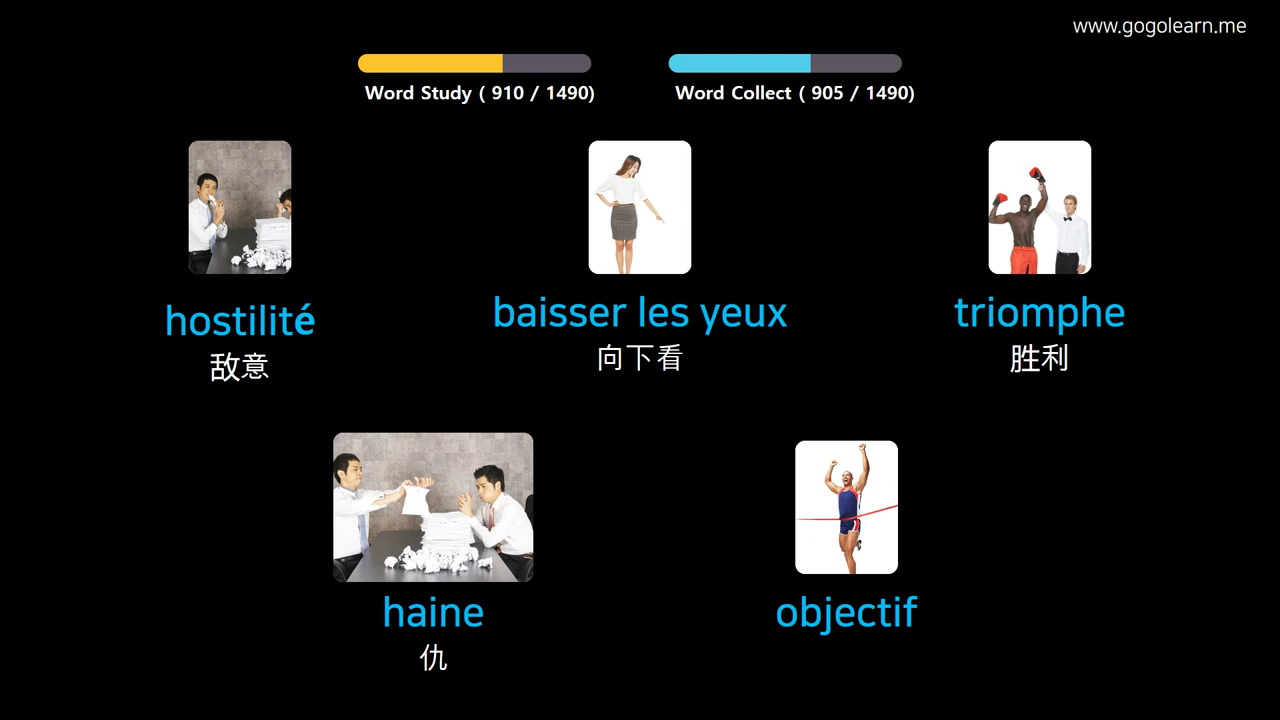 www.gogolearn.me
Word Study ( 910 / 1490)
Word Collect ( 905 / 1490)
hostilité
敌意
baisser les yeux
向下看
triomphe
胜利
haine
仇
objectif